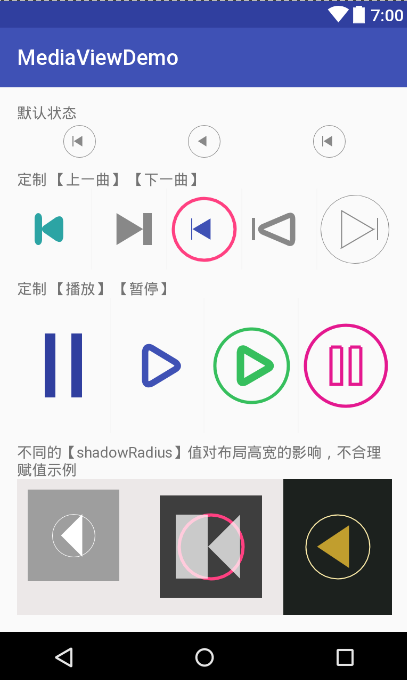 7:00
MediaViewDemo
默认状态
定制【上一曲】【下一曲】
定制【播放】【暂停】
不同的【shadowRadius】值对布局高宽的影响，不合理
赋值示例